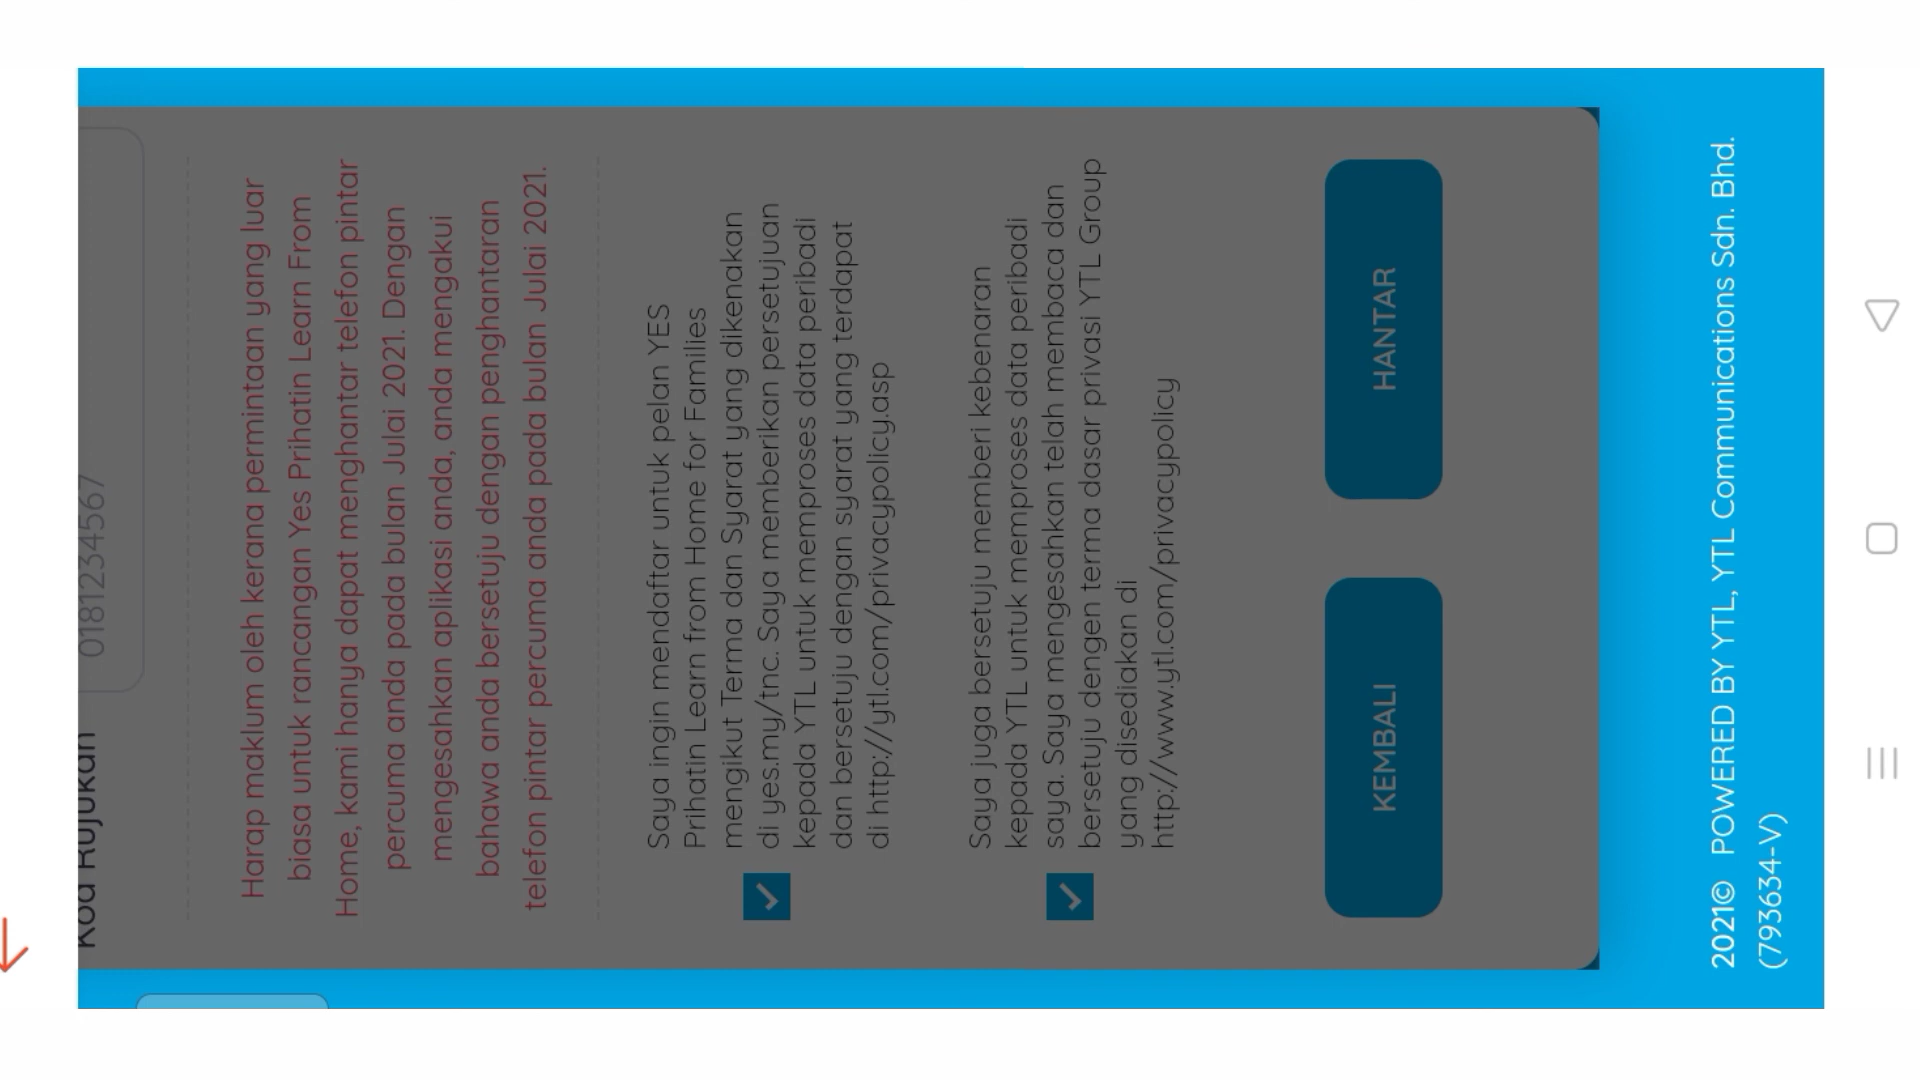 Kod Rujukan
0181234567
Harap maklum oleh kerana permintaan yang luar
biasa untuk rancangan Yes Prihatin Learn From
Home, kami hanya dapat menghantar telefon pintar
percuma anda pada bulan Julai 2021. Dengan
mengesahkan aplikasi anda, anda mengakui
bahawa anda bersetuju dengan penghantaran
telefon pintar percuma anda pada bulan Julai 2021.
Saya ingin mendaftar untuk pelan YES
Prihatin Learn from Home for Families
mengikut Terma dan Syarat yang dikenakan
di yes.my/tnc. Saya memberikan persetujuan
kepada YTL untuk memproses data peribadi
dan bersetuju dengan syarat yang terdapat
di http://ytl.com/privacypolicy.asp
Saya juga bersetuju memberi kebenaran
kepada YTL untuk memproses data peribadi
saya. Saya mengesahkan telah membaca dan
bersetuju dengen terma dasar privasi YTL Group
yang disediakan di
http://www.ytl.com/privacypolicy
KEMBALI
HANTAR
2021© POWERED BY YTL, YTL Communications Sdn. Bhd.
(793634-V)